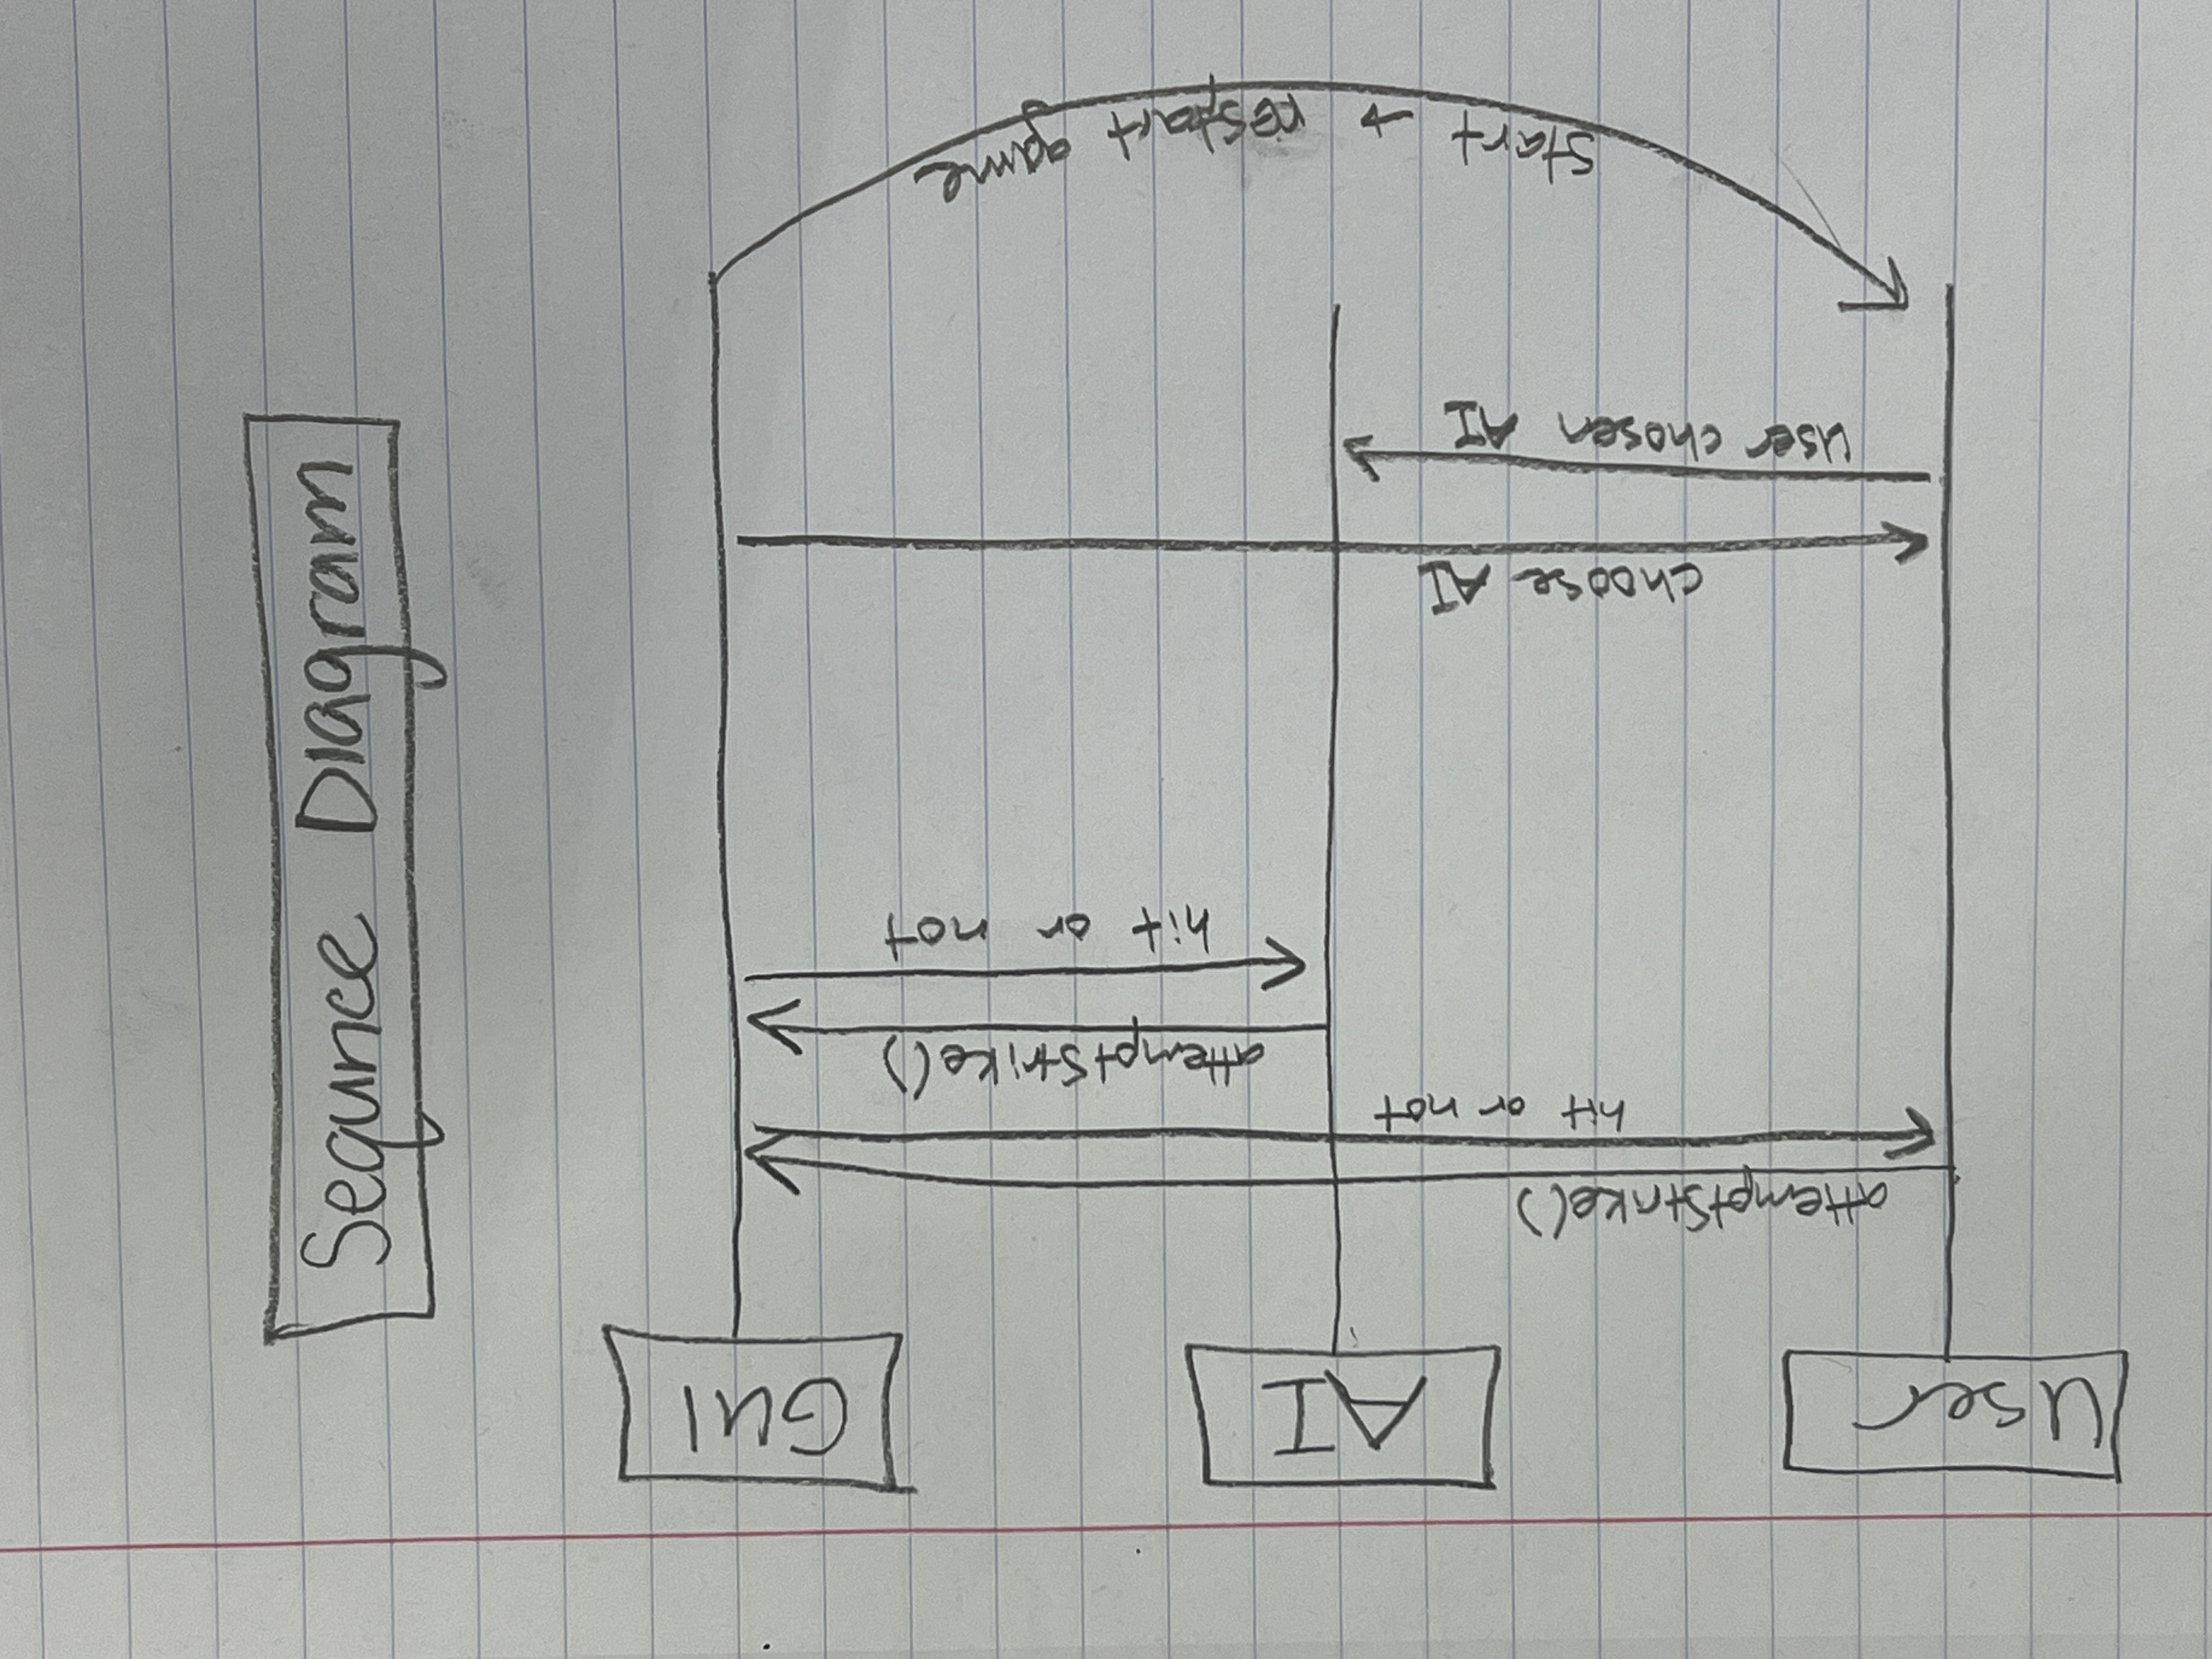 Sequnce Diagram
User
AI
GUI
attemptStrike()
hit or not
attemptStrike()
hit or not
choose AI
user chosen AI
Start + restart game